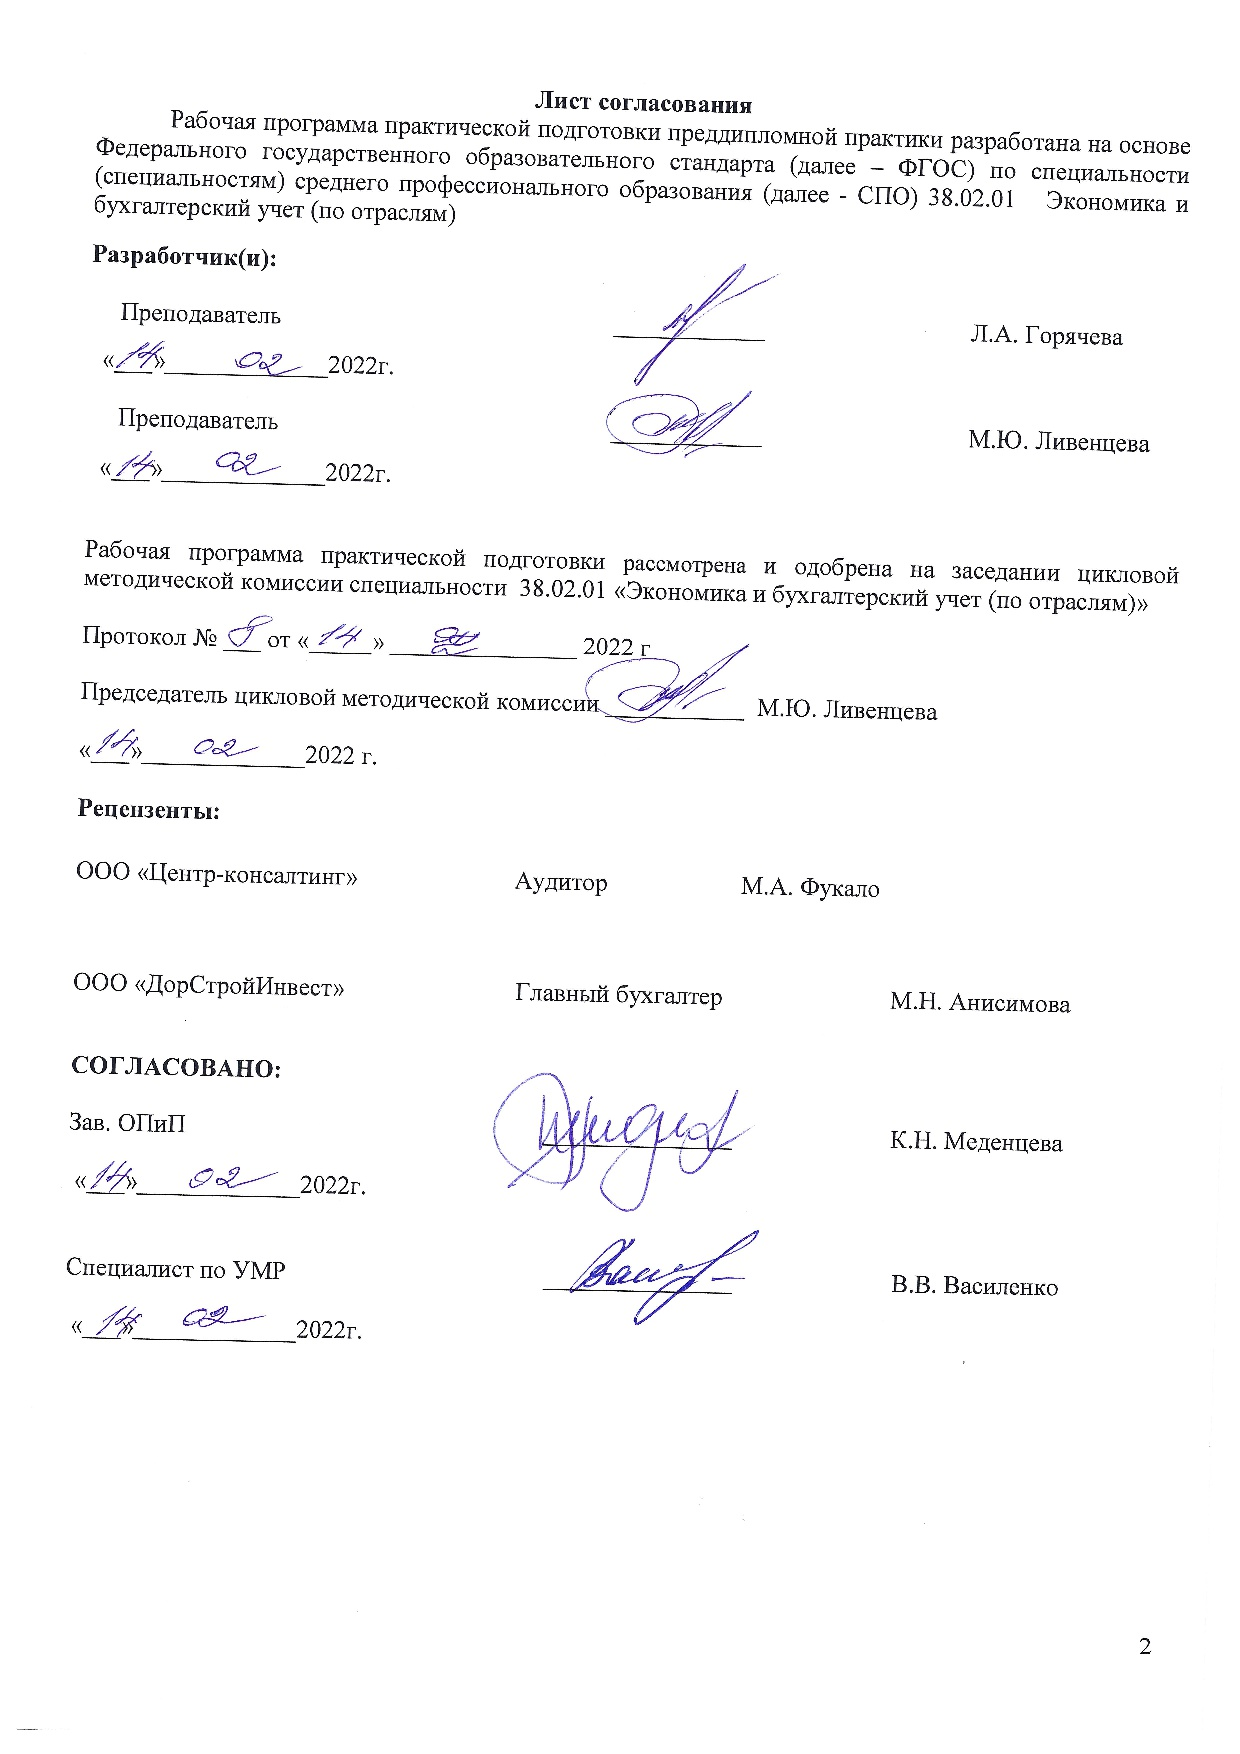 Лист согласования
Рабочая программа практической подготовки преддипломной практики разработана на основе
Федерального государственного образовательного стандарта (далее – ФГОС) по специальности
(специальностям) среднего профессионального образования (далее - СПО) 38.02.01 Экономика и
бухгалтерский учет (по отраслям)
Разработчик(и):
Преподаватель
Л.А. Горячева
«14» 02 2022г.
Преподаватель
М.Ю. Ливенцева
«14» 02 2022г.
Рабочая программа практической подготовки рассмотрена и одобрена на заседании цикловой
методической комиссии специальности 38.02.01 «Экономика и бухгалтерский учет (по отраслям)»
Протокол № от «14» 2022 г
Председатель цикловой методической комиссии М.Ю. Ливенцева
«14» 02 2022 г.
Рецензенты:
ООО «Центр-консалтинг» Аудитор М.А. Фукало
ООО «ДорСтройИнвест» Главный бухгалтер М.Н. Анисимова
СОГЛАСОВАНО:
Зав. ОПиП К.Н. Меденцева
«14» 02 2022г.
Специалист по УМР В.В. Василенко
«14» 02 2022г.
2